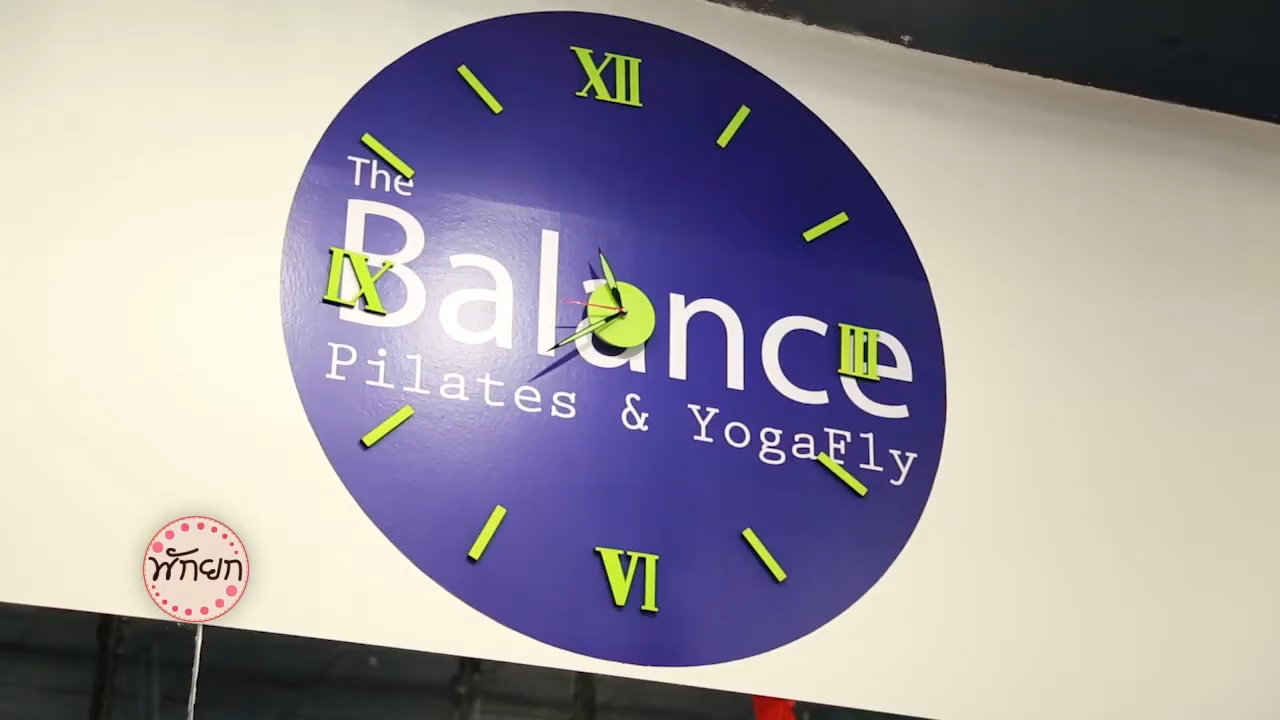 XII
The
Balance
IX
III
Pilates & YogaFly
VI
พักยก